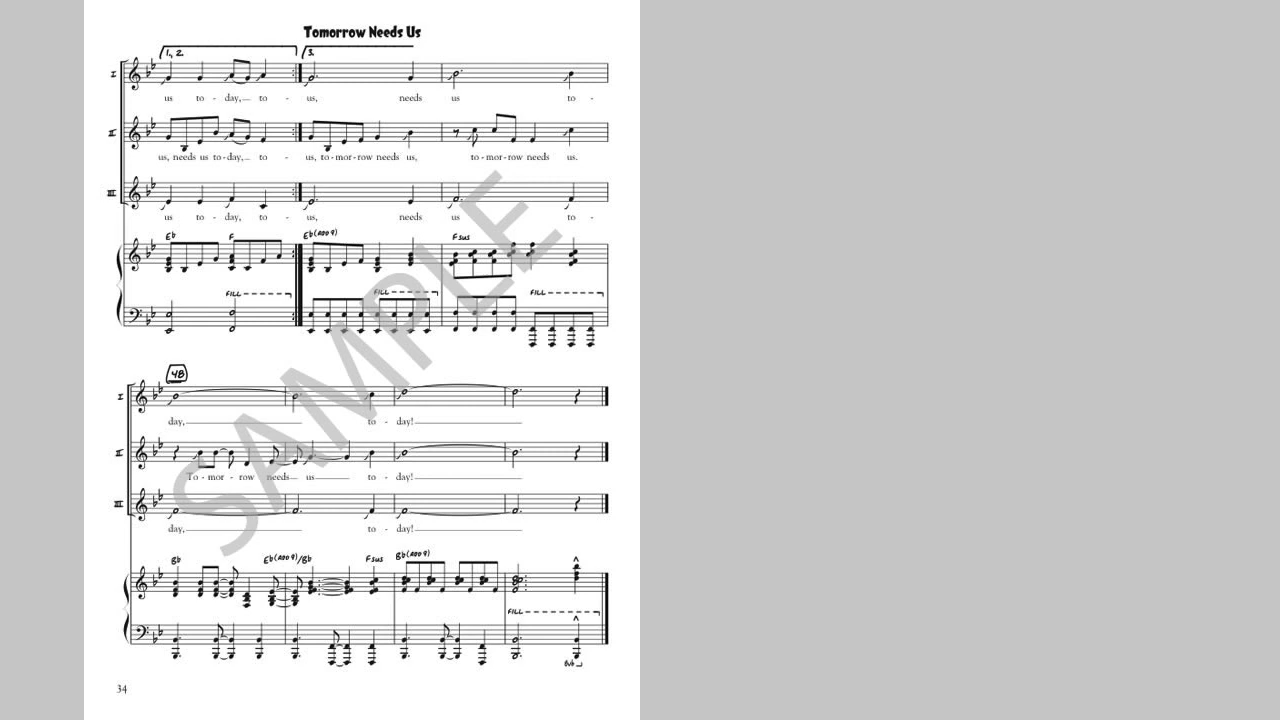 Tomorrow Needs Us
1., 2. 3.
I
us to - day, to - us, needs us to -
II
us, needs us to-day, to - us, to-mor-row needs us, to-mor-row needs us.
III
us to - day, to - us, needs us to -
Eb F Eb(ADD 9) Fsus
FILL FILL FILL
48
I
day, to - day!
II
To - mor - row needs us to - day!
III
day, to - day!
Bb Eb(ADD 9)/Bb Fsus Bb(ADD 9)
FILL
8vb
34
SAMPLE